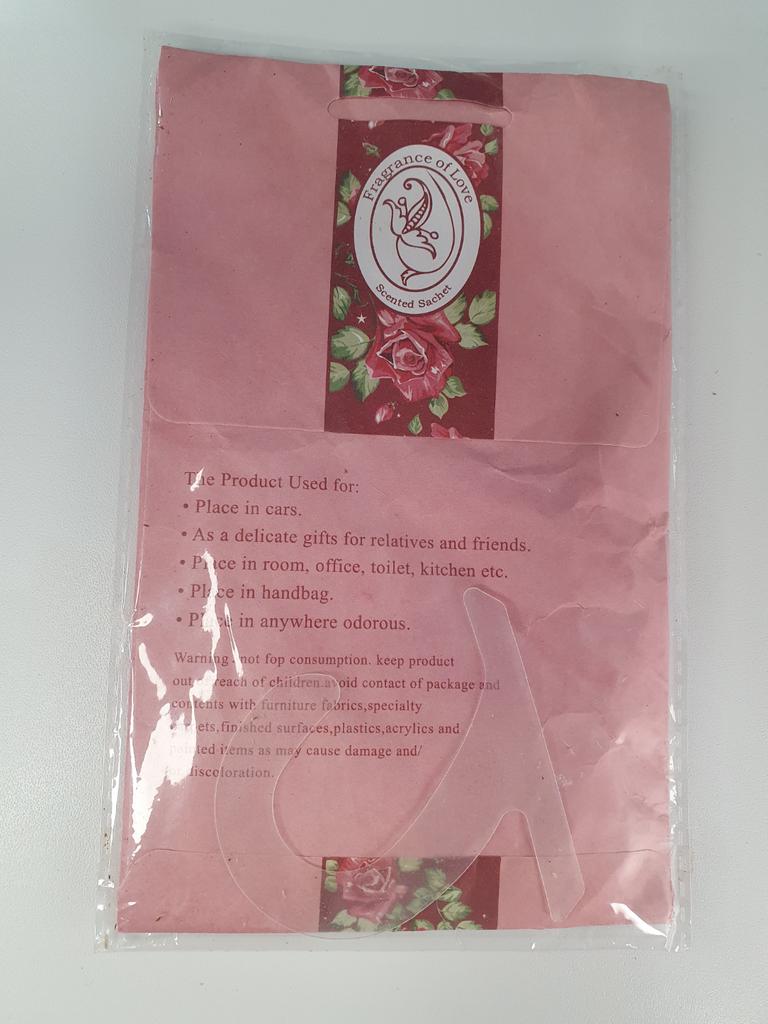 Fragrance of Love
Scented Sachet
The Product Used for:
• Place in cars.
• As a delicate gifts for relatives and friends.
• Place in room, office, toilet, kitchen etc.
• Place in handbag.
• Place in anywhere odorous.
Warning not fop consumption. keep product
out of reach of children.avoid contact of package and
contents with furniture fabrics,specialty
carpets,finished surfaces,plastics,acrylics and
painted items as may cause damage and/
or discoloration.